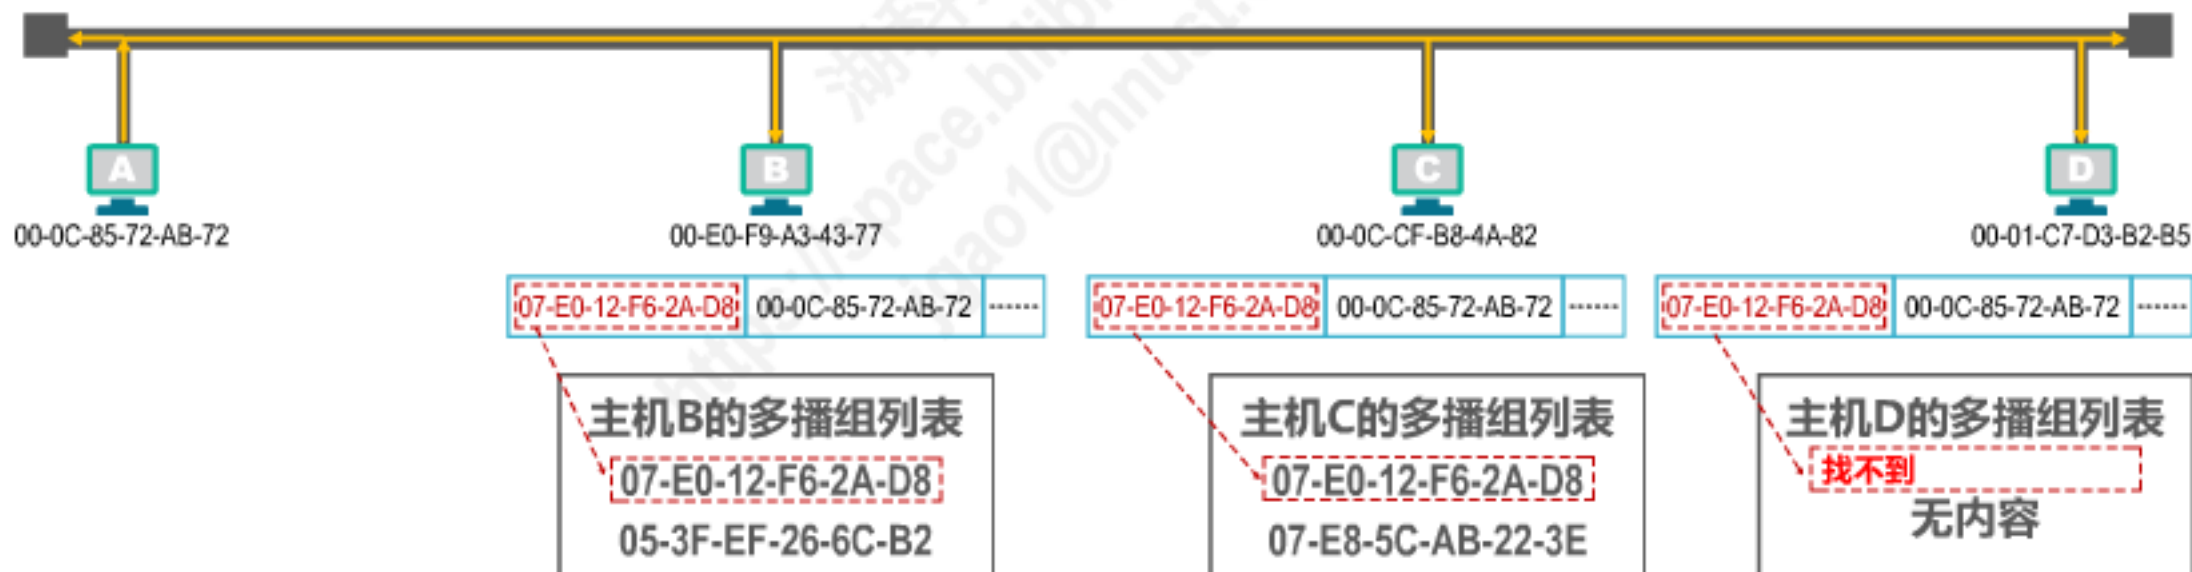 A
B
C
D
00-0C-85-72-AB-72
00-E0-F9-A3-43-77
00-0C-CF-B8-4A-82
00-01-C7-D3-B2-B5
07-E0-12-F6-2A-D8 00-0C-85-72-AB-72 ······
07-E0-12-F6-2A-D8 00-0C-85-72-AB-72 ······
07-E0-12-F6-2A-D8 00-0C-85-72-AB-72 ······
主机B的多播组列表
07-E0-12-F6-2A-D8
05-3F-EF-26-6C-B2
主机C的多播组列表
07-E0-12-F6-2A-D8
07-E8-5C-AB-22-3E
主机D的多播组列表
找不到
无内容
https://space.bilib
jgao1@hnust.